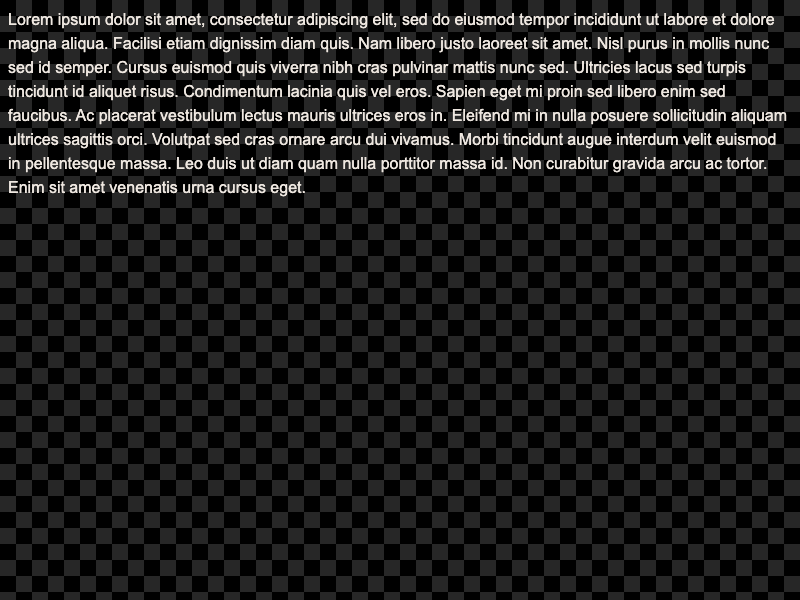 Lorem ipsum dolor sit amet, consectetur adipiscing elit, sed do eiusmod tempor incididunt ut labore et dolore
magna aliqua. Facilisi etiam dignissim diam quis. Nam libero justo laoreet sit amet. Nisl purus in mollis nunc
sed id semper. Cursus euismod quis viverra nibh cras pulvinar mattis nunc sed. Ultricies lacus sed turpis
tincidunt id aliquet risus. Condimentum lacinia quis vel eros. Sapien eget mi proin sed libero enim sed
faucibus. Ac placerat vestibulum lectus mauris ultrices eros in. Eleifend mi in nulla posuere sollicitudin aliquam
ultrices sagittis orci. Volutpat sed cras ornare arcu dui vivamus. Morbi tincidunt augue interdum velit euismod
in pellentesque massa. Leo duis ut diam quam nulla porttitor massa id. Non curabitur gravida arcu ac tortor.
Enim sit amet venenatis urna cursus eget.